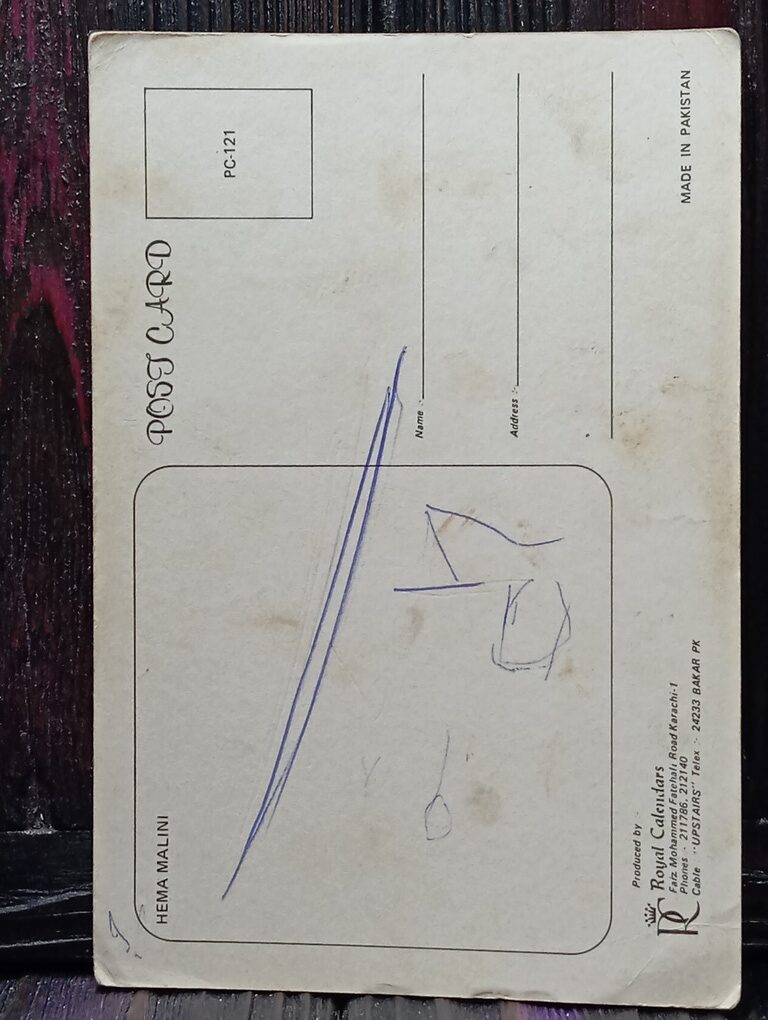 HEMA MALINI
POST CARD
PC-121
Name :-
Address :-
Produced by :-
Royal Calendars
Faiz Mohammed Fatehali Road Karachi-1
Phones :- 211786, 212140
Cable "UPSTAIRS" Telex :- 24233 BAKAR PK
MADE IN PAKISTAN